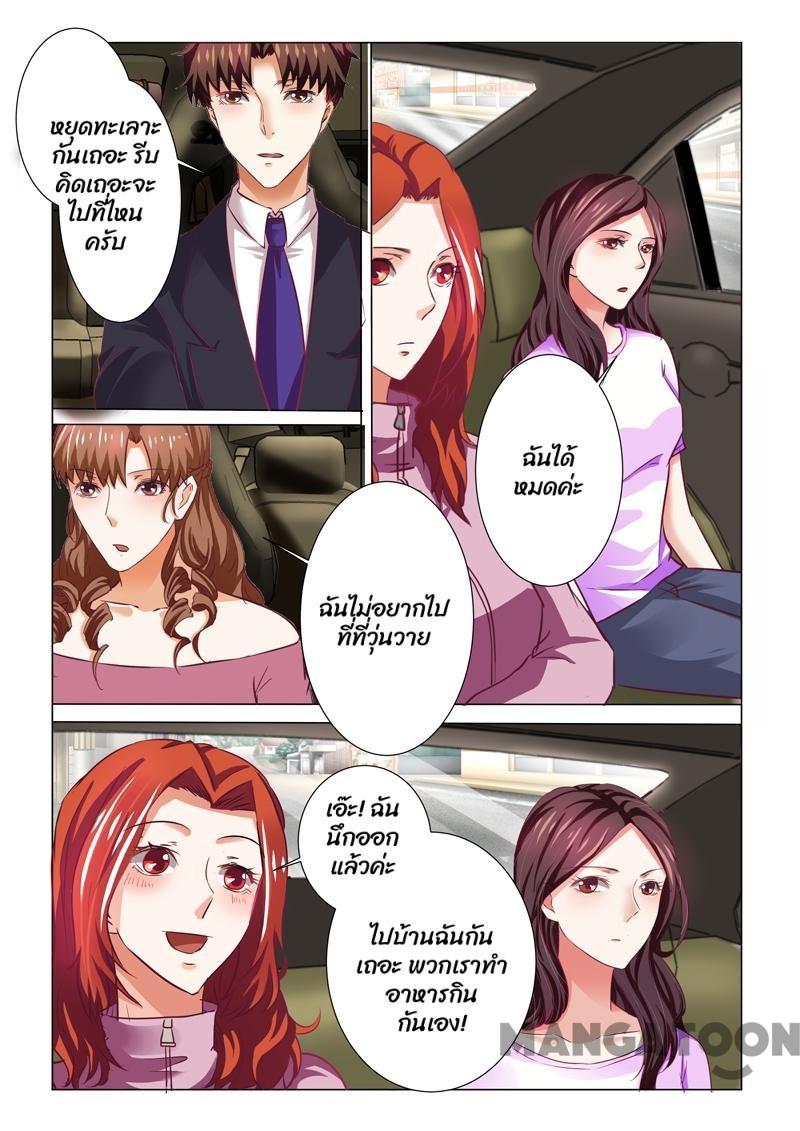 หยุดทะเลาะ
กันเถอะ รีบ
คิดเถอะจะ
ไปที่ไหน
ครับ
ฉันได้
หมดค่ะ
ฉันไม่อยากไป
ที่ที่วุ่นวาย
เอ๊ะ! ฉัน
นึกออก
แล้วค่ะ
ไปบ้านฉันกัน
เถอะ พวกเราทำ
อาหารกิน
กันเอง!
MANGATOON